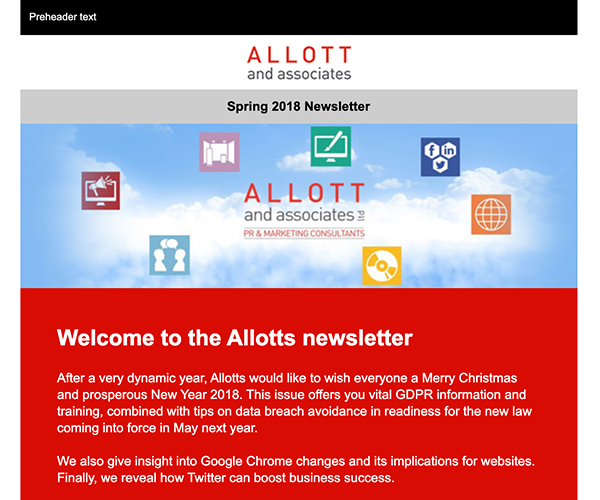 Preheader text
ALLOTT
and associates
Spring 2018 Newsletter
ALLOTT
and associates Ltd
PR & MARKETING CONSULTANTS
Welcome to the Allotts newsletter
After a very dynamic year, Allotts would like to wish everyone a Merry Christmas
and prosperous New Year 2018. This issue offers you vital GDPR information and
training, combined with tips on data breach avoidance in readiness for the new law
coming into force in May next year.
We also give insight into Google Chrome changes and its implications for websites.
Finally, we reveal how Twitter can boost business success.